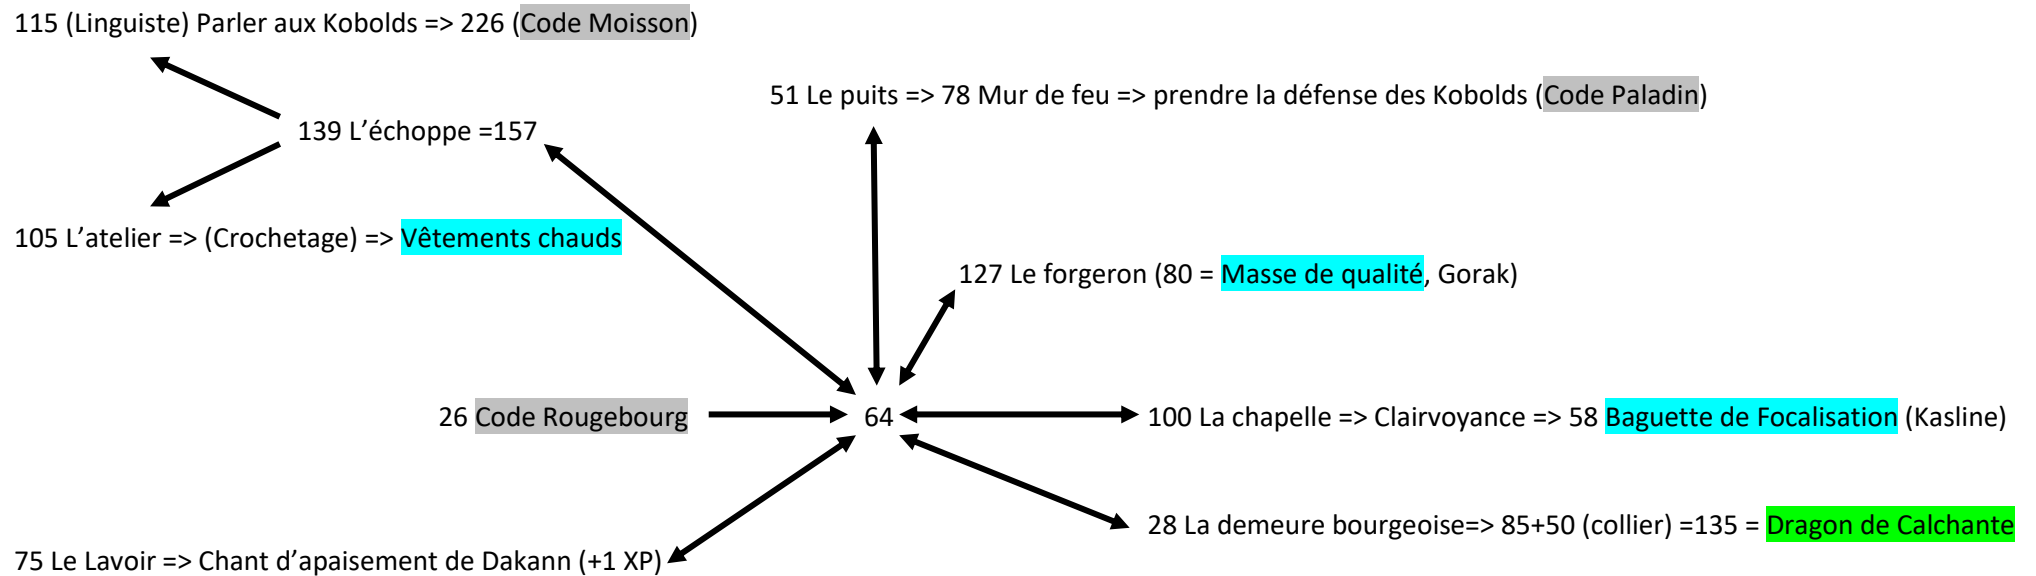 115 (Linguiste) Parler aux Kobolds => 226 (Code Moisson)
51 Le puits => 78 Mur de feu => prendre la défense des Kobolds (Code Paladin)
139 L’échoppe =157
105 L’atelier => (Crochetage) => Vêtements chauds
127 Le forgeron (80 = Masse de qualité, Gorak)
26 Code Rougebourg
64
100 La chapelle => Clairvoyance => 58 Baguette de Focalisation (Kasline)
28 La demeure bourgeoise=> 85+50 (collier) =135 = Dragon de Calchante
75 Le Lavoir => Chant d’apaisement de Dakann (+1 XP)